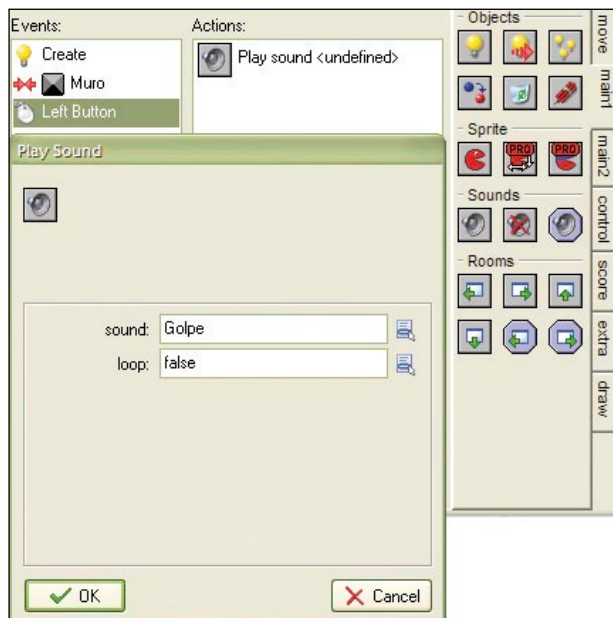 Events:
Actions:
Create
Muro
Left Button
Play sound <undefined>
Play Sound
sound: Golpe
loop: false
OK
Cancel
Objects
Sprite
PRO
PRO
Sounds
Rooms
move
main1
main2
control
score
extra
draw